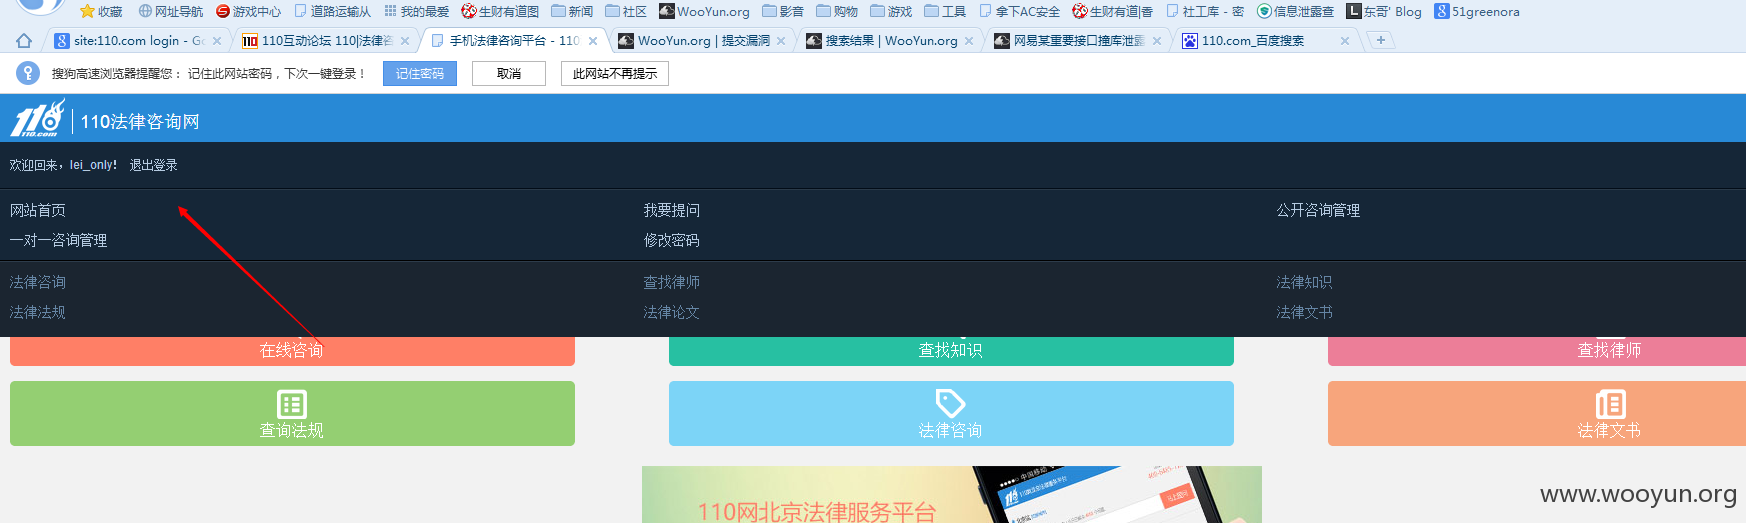 收藏 网址导航 游戏中心 道路运输从 我的最爱 生财有道图 新闻 社区 WooYun.org 影音 购物 游戏 工具 拿下AC安全 生财有道|香 社工库 - 密 信息泄露查 东哥' Blog 51greenora
site:110.com login - Go 110互动论坛 110|法律咨 手机法律咨询平台 - 110 WooYun.org | 提交漏洞 搜索结果 | WooYun.org 网易某重要接口撞库泄露 110.com_百度搜索
搜狗高速浏览器提醒您： 记住此网站密码，下次一键登录！ 记住密码 取消 此网站不再提示
110 110.com 110法律咨询网
欢迎回来，lei_only! 退出登录
网站首页 我要提问 公开咨询管理
一对一咨询管理 修改密码
法律咨询 查找律师 法律知识
法律法规 法律论文 法律文书
在线咨询 查找知识 查找律师
查询法规 法律咨询 法律文书
110网北京法律服务平台
www.wooyun.org